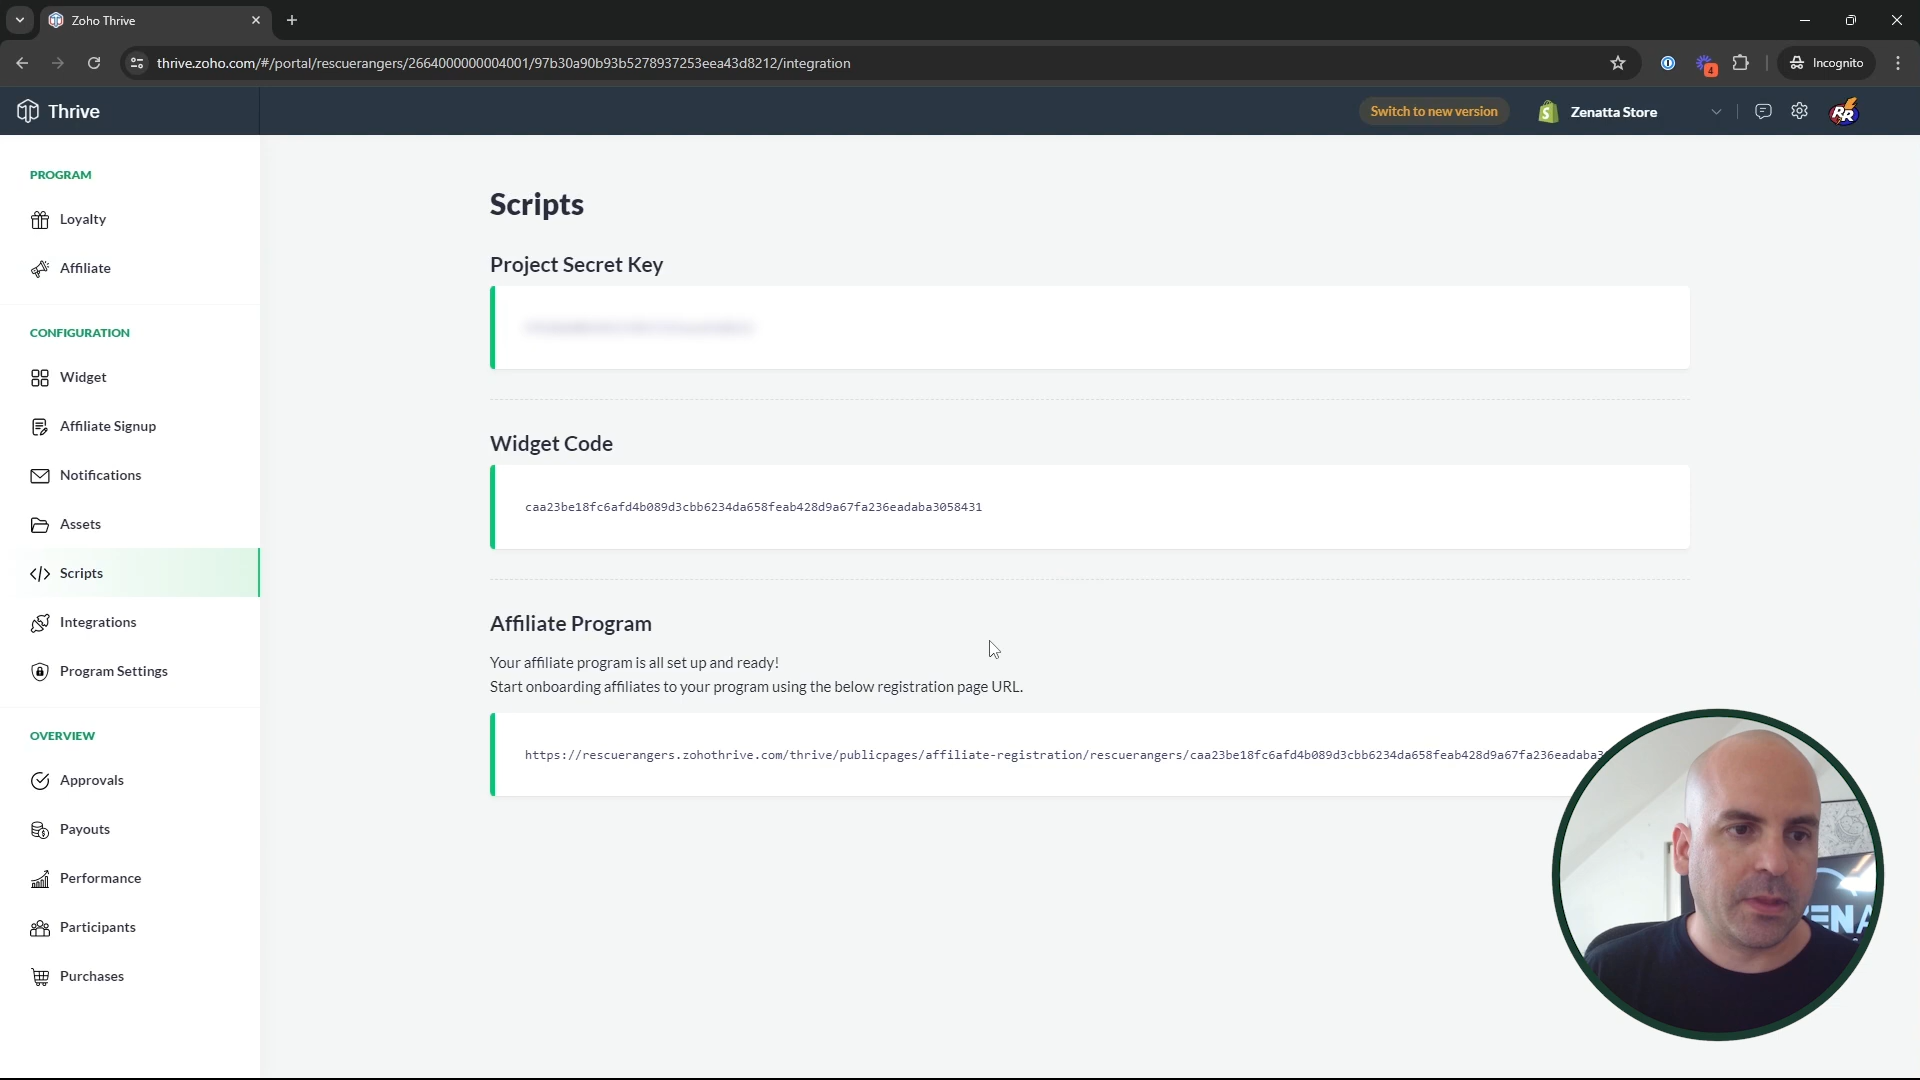 Zoho Thrive
thrive.zoho.com/#/portal/rescuerangers/2664000000004001/97b30a90b93b5278937253eea43d8212/integration
4
Incognito
Thrive
Switch to new version
Zenatta Store
RR
PROGRAM
Loyalty
Affiliate
CONFIGURATION
Widget
Affiliate Signup
Notifications
Assets
Scripts
Integrations
Program Settings
OVERVIEW
Approvals
Payouts
Performance
Participants
Purchases
Scripts
Project Secret Key
Widget Code
caa23be18fc6afd4b089d3cbb6234da658feab428d9a67fa236eadaba3058431
Affiliate Program
Your affiliate program is all set up and ready!
Start onboarding affiliates to your program using the below registration page URL.
https://rescuerangers.zohothrive.com/thrive/publicpages/affiliate-registration/rescuerangers/caa23be18fc6afd4b089d3cbb6234da658feab428d9a67fa236eadaba3
ENA